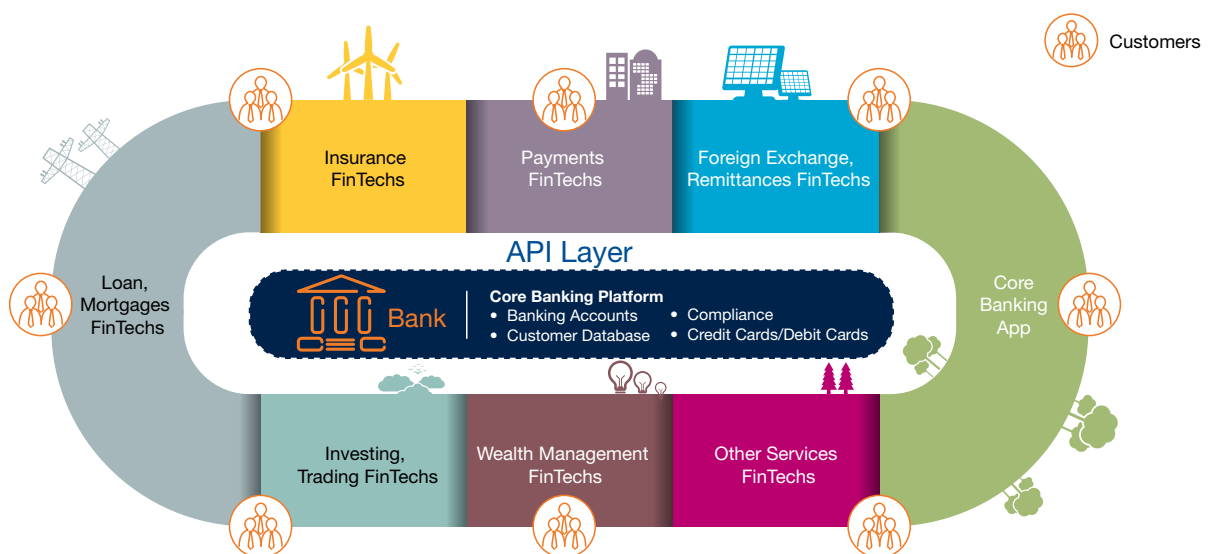 Customers
Insurance
FinTechs
Payments
FinTechs
Foreign Exchange,
Remittances FinTechs
API Layer
Loan,
Mortgages
FinTechs
Bank
Core Banking Platform
• Banking Accounts
• Customer Database
• Compliance
• Credit Cards/Debit Cards
Core
Banking
App
Investing,
Trading FinTechs
Wealth Management
FinTechs
Other Services
FinTechs